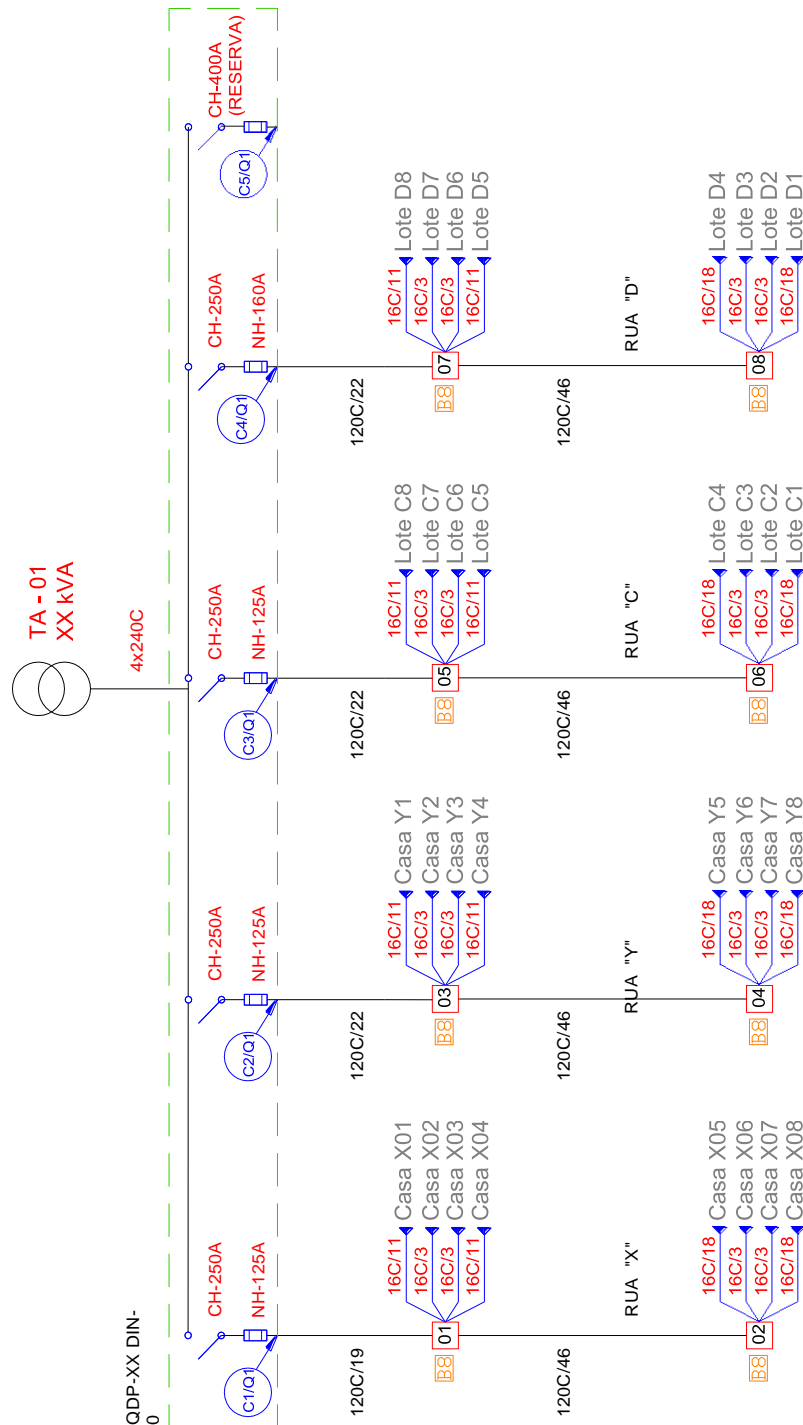 TA - 01
XX kVA
4x240C
QDP-XX DIN-
0
CH-250A
NH-125A
C1/Q1
CH-250A
NH-125A
C2/Q1
CH-250A
NH-125A
C3/Q1
CH-250A
NH-160A
C4/Q1
CH-400A
(RESERVA)
C5/Q1
120C/19
01
B8
16C/11 Casa X01
16C/3 Casa X02
16C/3 Casa X03
16C/11 Casa X04
120C/46
RUA "X"
02
B8
16C/18 Casa X05
16C/3 Casa X06
16C/3 Casa X07
16C/18 Casa X08
120C/22
03
B8
16C/11 Casa Y1
16C/3 Casa Y2
16C/3 Casa Y3
16C/11 Casa Y4
120C/46
RUA "Y"
04
B8
16C/18 Casa Y5
16C/3 Casa Y6
16C/3 Casa Y7
16C/18 Casa Y8
120C/22
05
B8
16C/11 Lote C8
16C/3 Lote C7
16C/3 Lote C6
16C/11 Lote C5
120C/46
RUA "C"
06
B8
16C/18 Lote C4
16C/3 Lote C3
16C/3 Lote C2
16C/18 Lote C1
120C/22
07
B8
16C/11 Lote D8
16C/3 Lote D7
16C/3 Lote D6
16C/11 Lote D5
120C/46
RUA "D"
08
B8
16C/18 Lote D4
16C/3 Lote D3
16C/3 Lote D2
16C/18 Lote D1